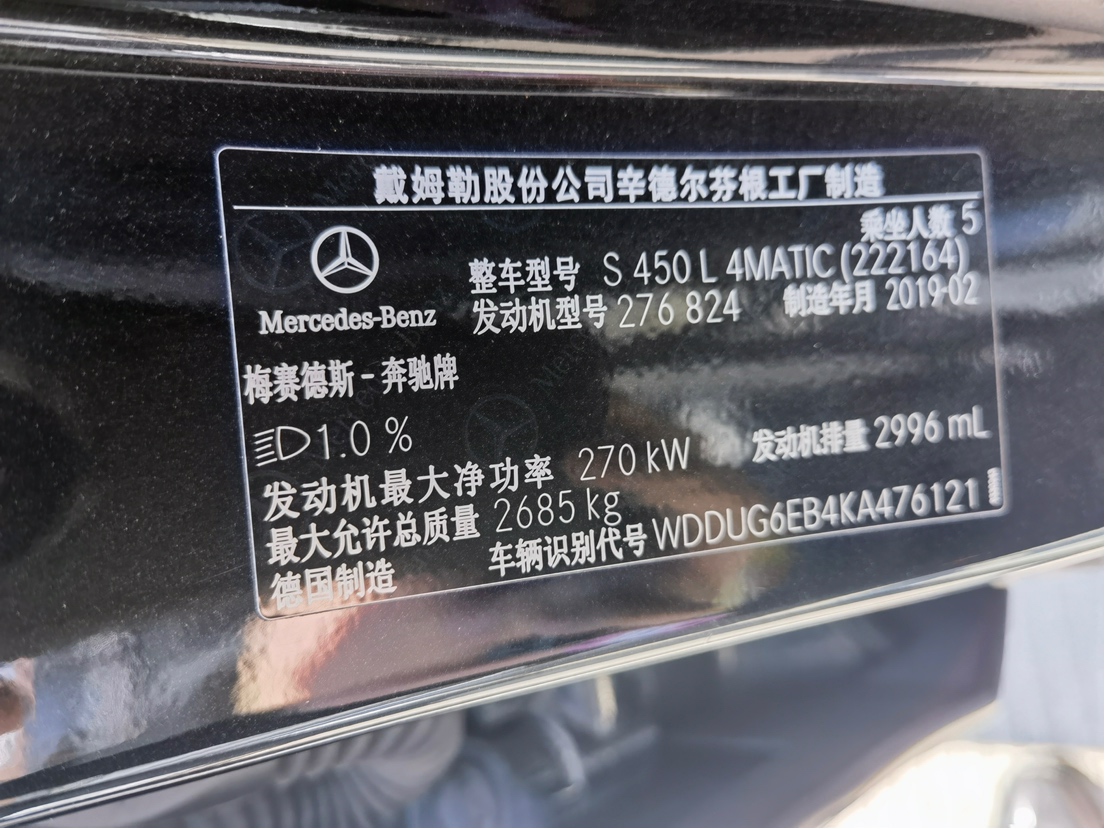 戴姆勒股份公司辛德尔芬根工厂制造
乘坐人数 5
整车型号 S 450 L 4MATIC (222164)
发动机型号 276 824 制造年月 2019-02
Mercedes-Benz
梅赛德斯-奔驰牌
1.0 %
发动机最大净功率 270 kW 发动机排量 2996 mL
最大允许总质量 2685 kg
车辆识别代号 WDDUG6EB4KA476121
德国制造